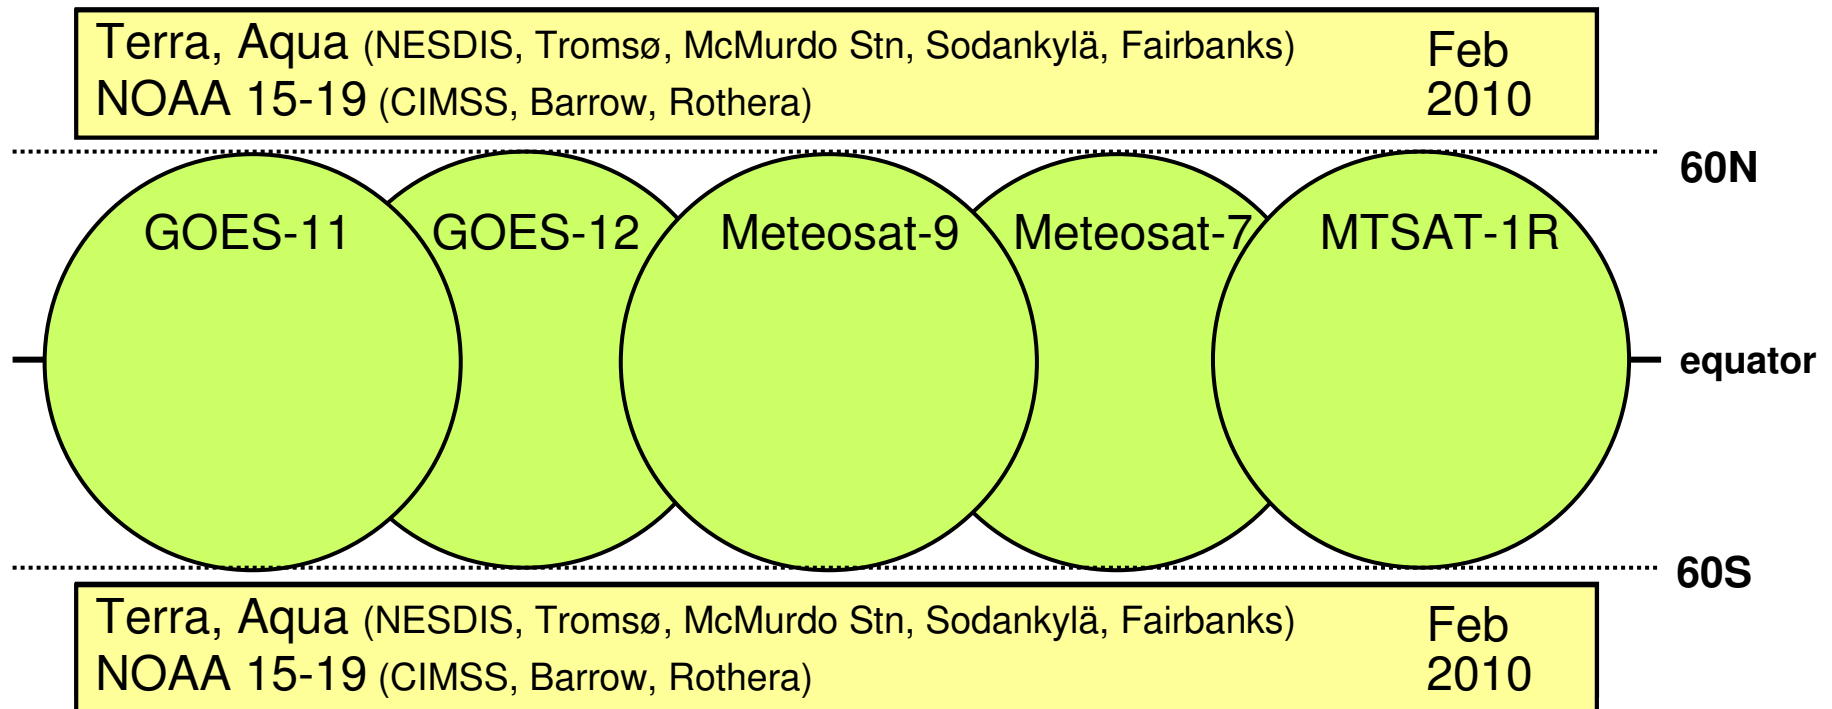 Terra, Aqua (NESDIS, Tromsø, McMurdo Stn, Sodankylä, Fairbanks) Feb
NOAA 15-19 (CIMSS, Barrow, Rothera) 2010
60N
GOES-11 GOES-12 Meteosat-9 Meteosat-7 MTSAT-1R
equator
60S
Terra, Aqua (NESDIS, Tromsø, McMurdo Stn, Sodankylä, Fairbanks) Feb
NOAA 15-19 (CIMSS, Barrow, Rothera) 2010